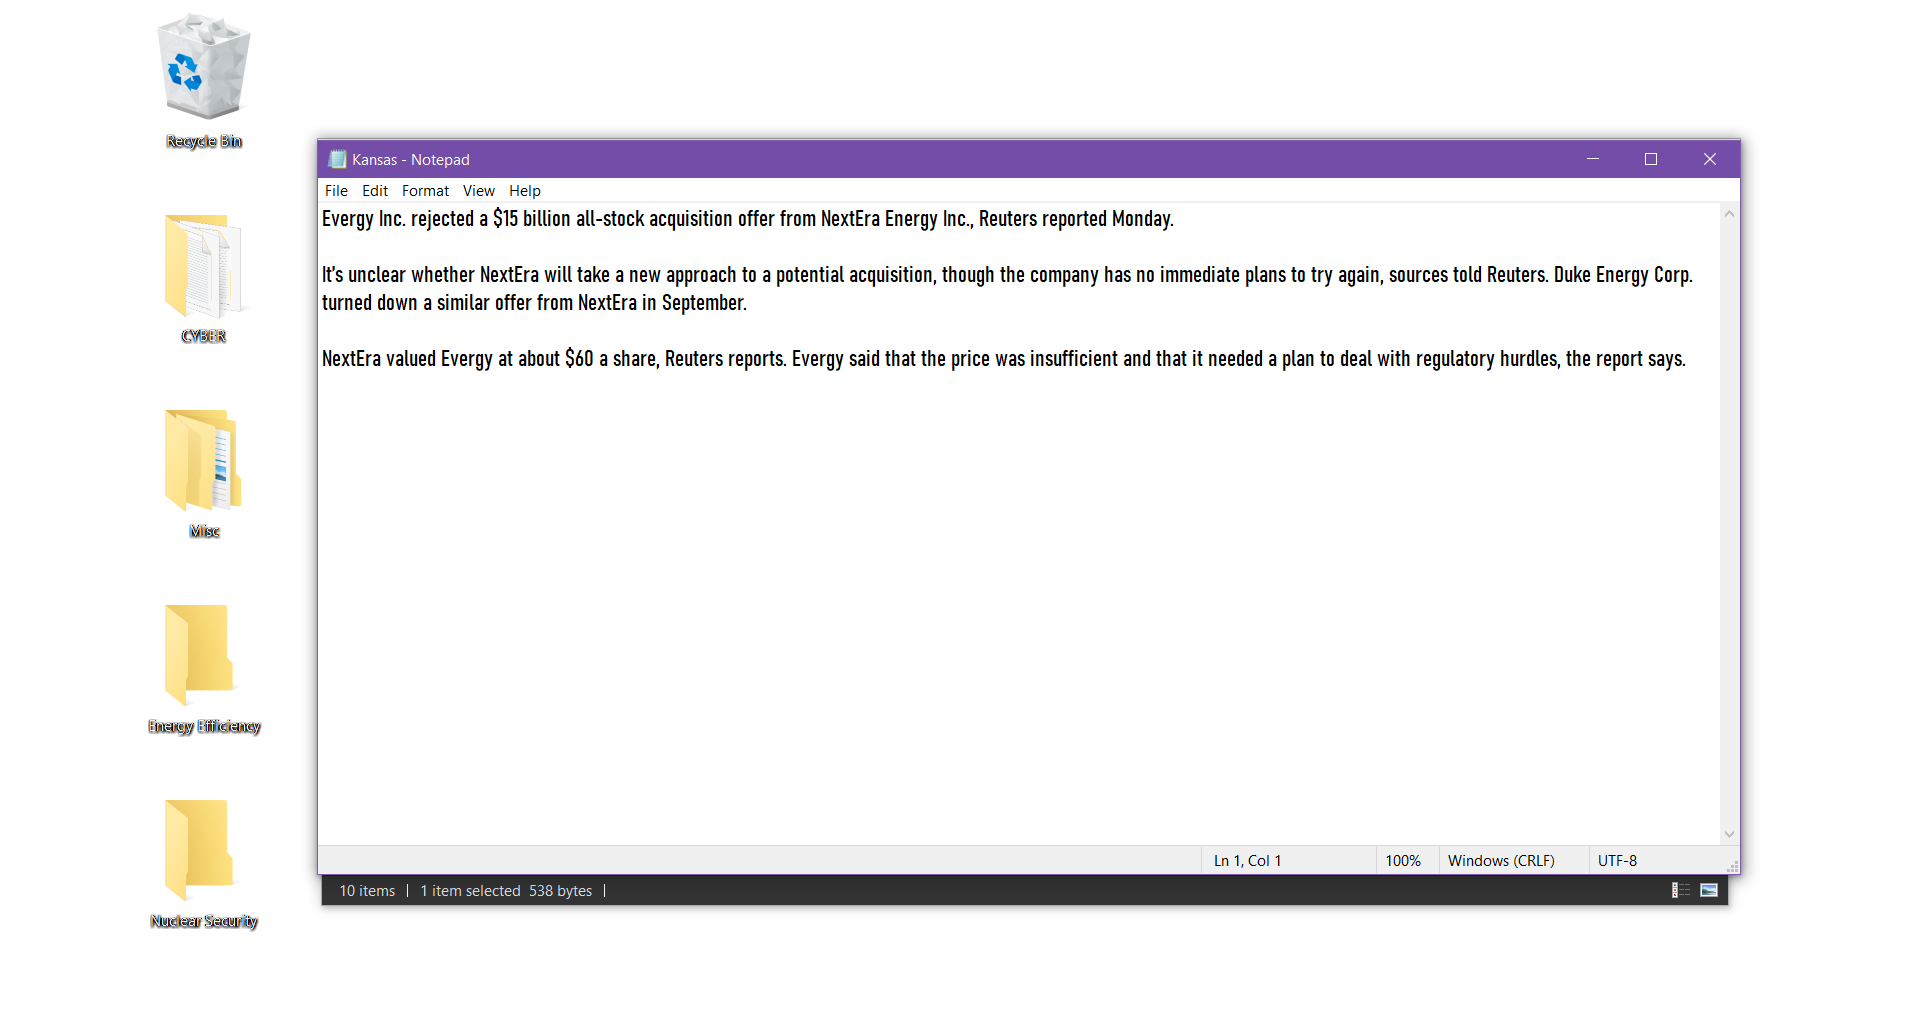 Recycle Bin
CYBER
Misc
Energy Efficiency
Nuclear Security
Kansas - Notepad
File Edit Format View Help
Evergy Inc. rejected a $15 billion all-stock acquisition offer from NextEra Energy Inc., Reuters reported Monday.
It's unclear whether NextEra will take a new approach to a potential acquisition, though the company has no immediate plans to try again, sources told Reuters. Duke Energy Corp.
turned down a similar offer from NextEra in September.
NextEra valued Evergy at about $60 a share, Reuters reports. Evergy said that the price was insufficient and that it needed a plan to deal with regulatory hurdles, the report says.
Ln 1, Col 1 100% Windows (CRLF) UTF-8
10 items | 1 item selected 538 bytes |